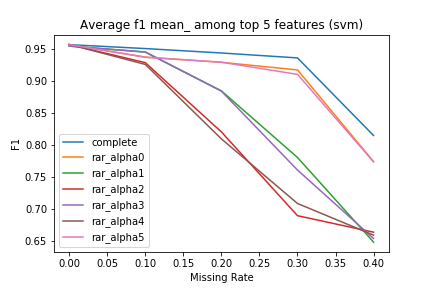 Average f1 mean_ among top 5 features (svm)
0.95
0.90
0.85
0.80
0.75
0.70
0.65
F1
complete
rar_alpha0
rar_alpha1
rar_alpha2
rar_alpha3
rar_alpha4
rar_alpha5
0.00 0.05 0.10 0.15 0.20 0.25 0.30 0.35 0.40
Missing Rate